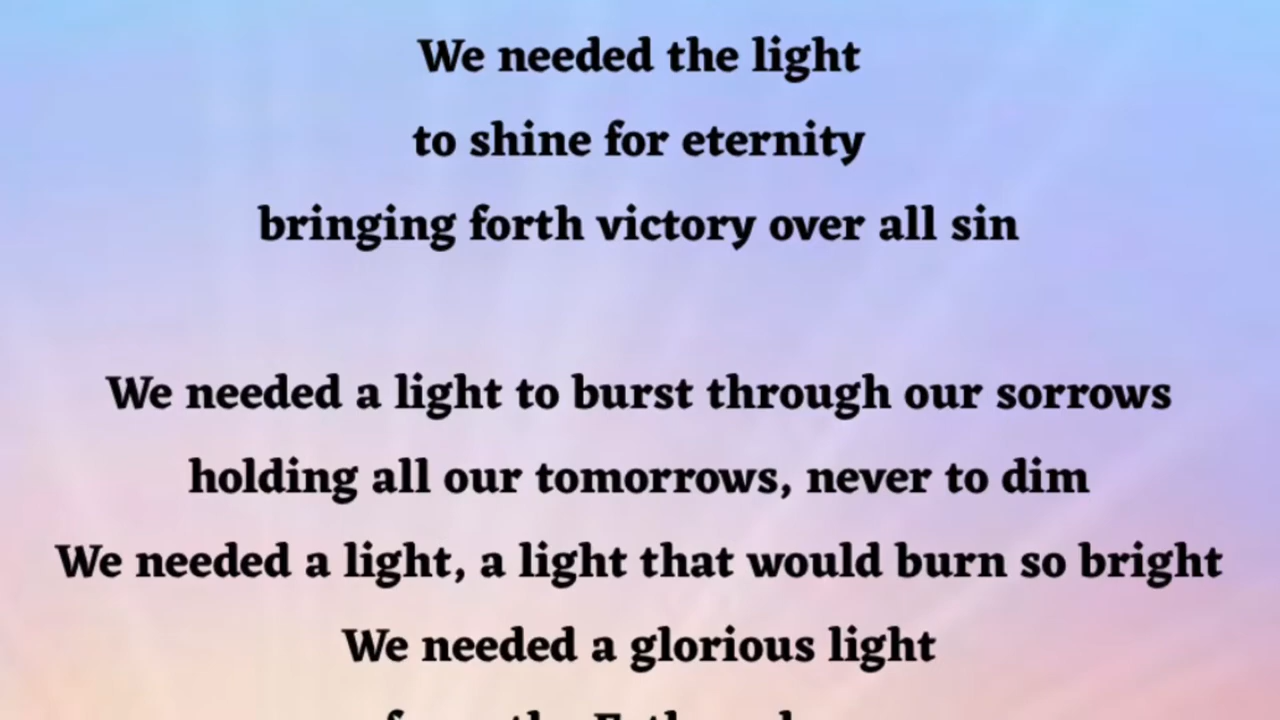 We needed the light
to shine for eternity
bringing forth victory over all sin
We needed a light to burst through our sorrows
holding all our tomorrows, never to dim
We needed a light, a light that would burn so bright
We needed a glorious light